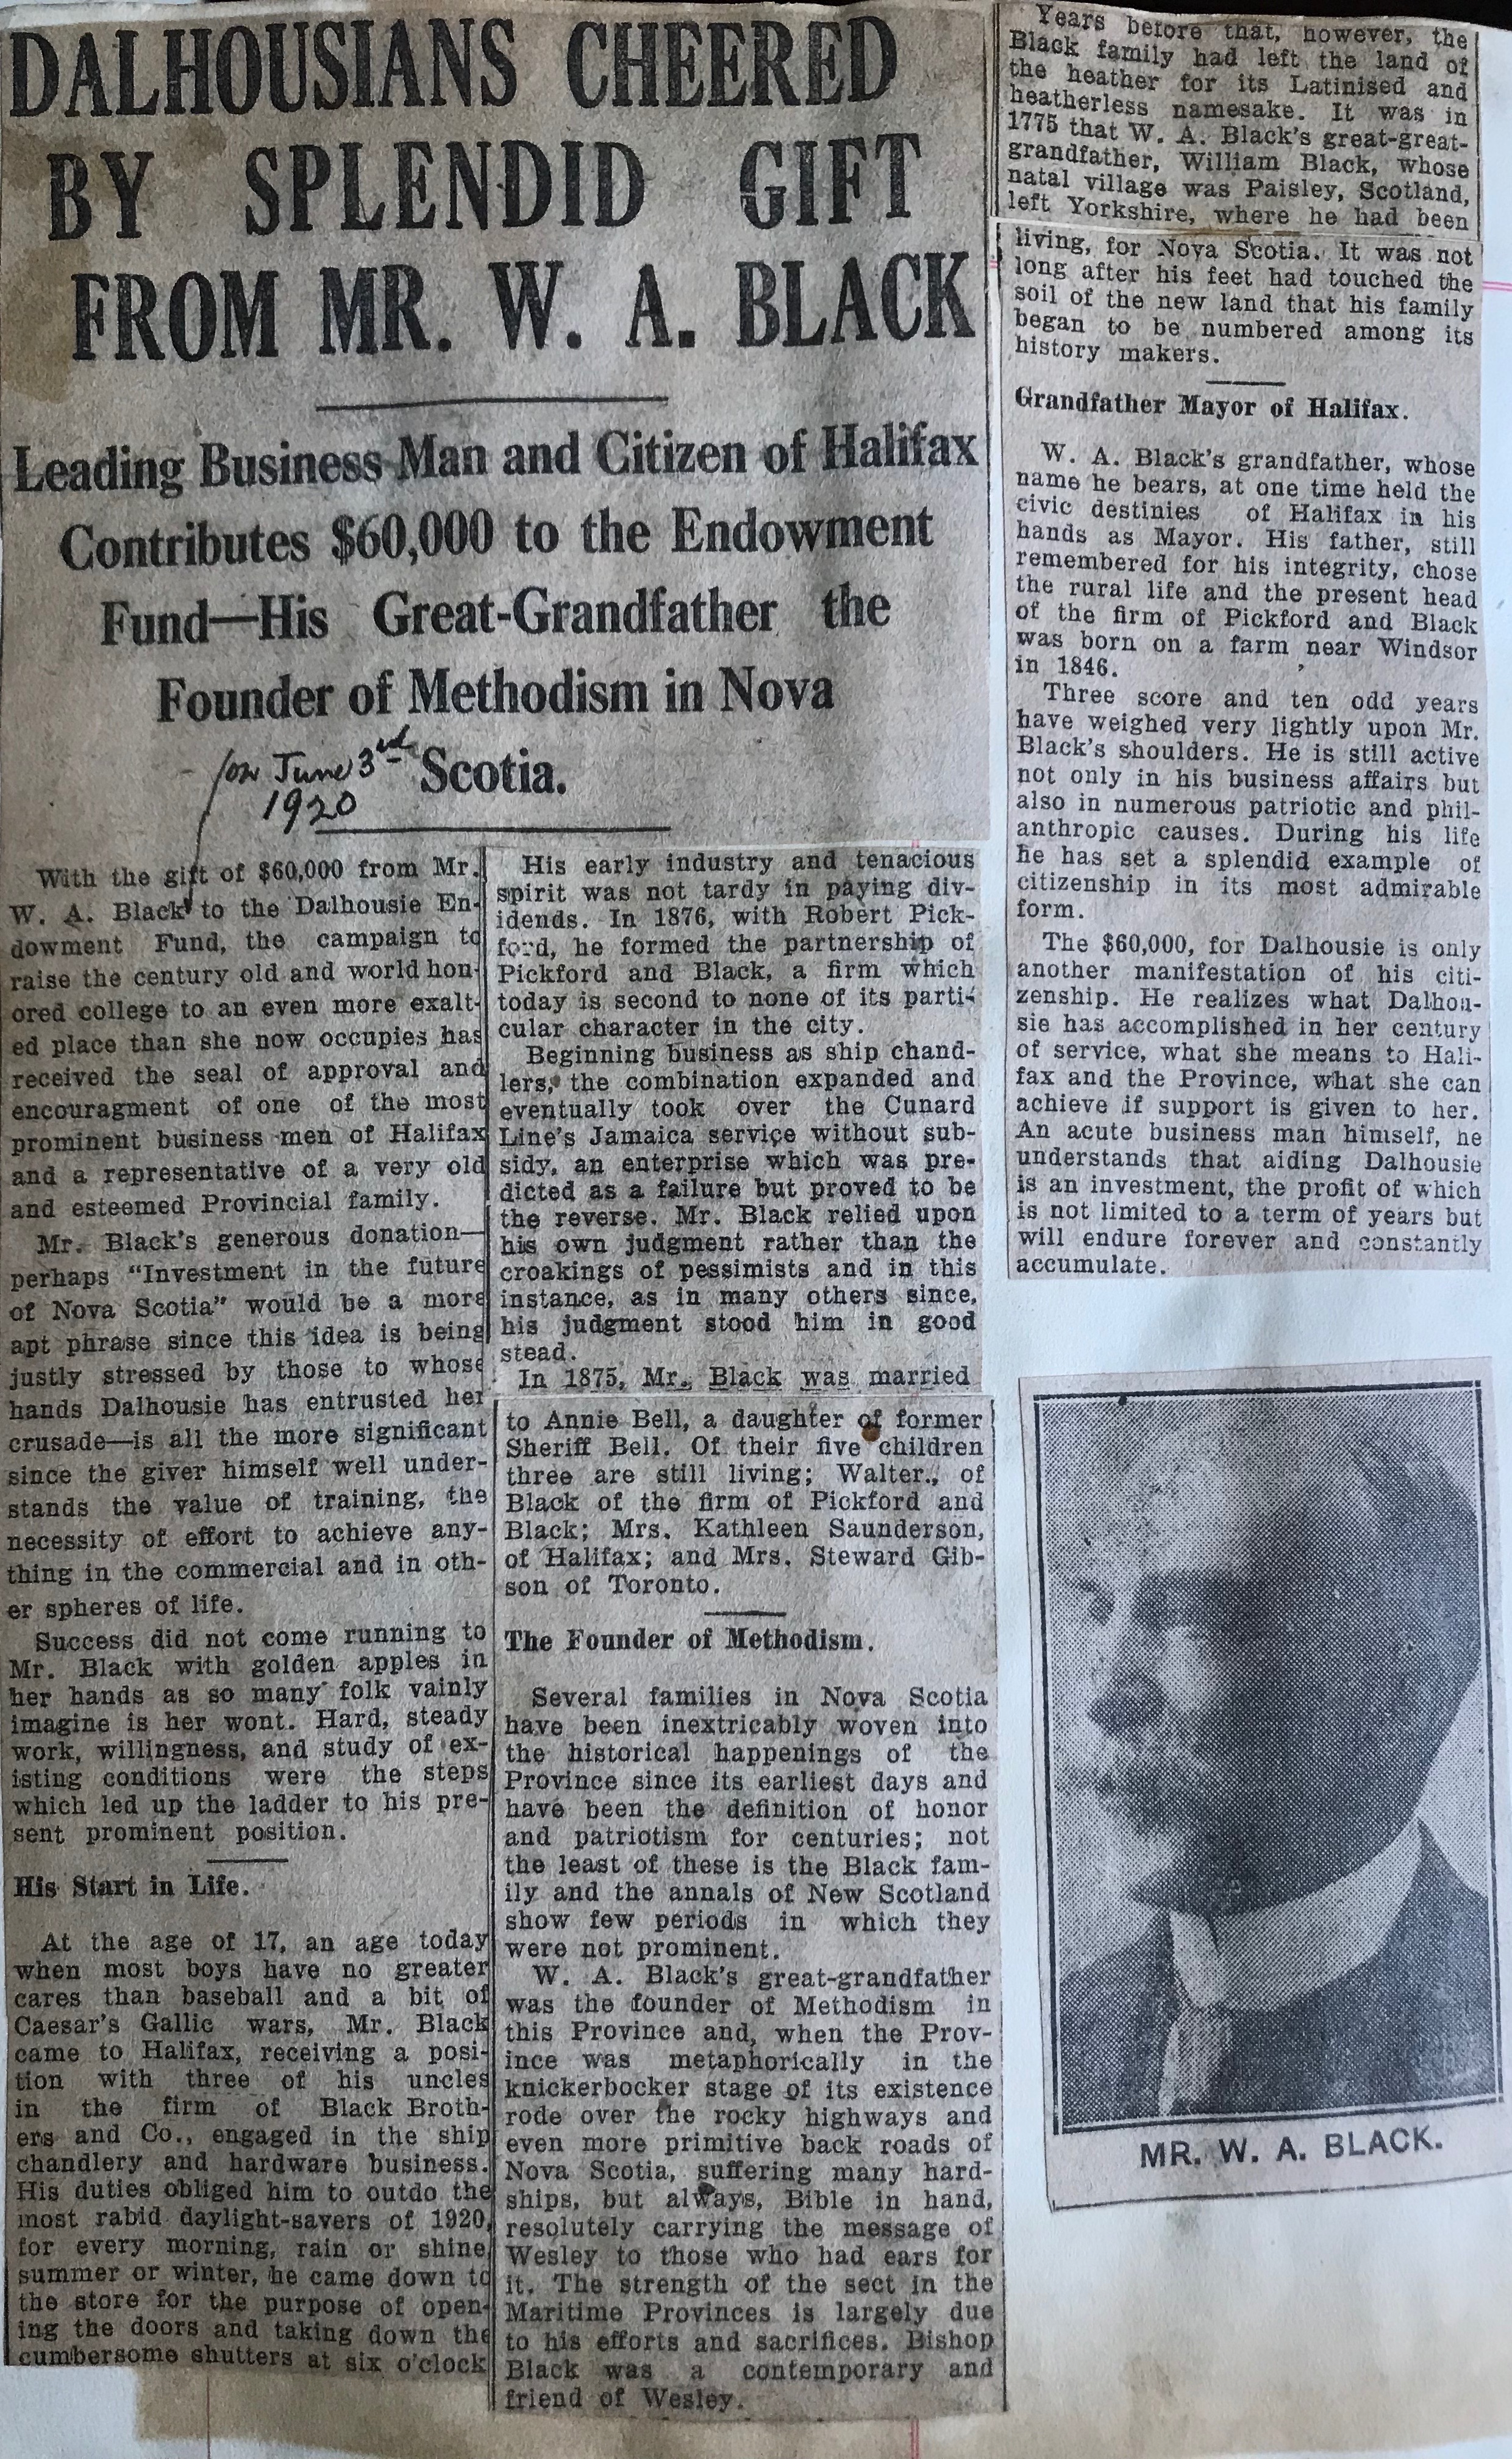 DALHOUSIANS CHEERED
BY SPLENDID GIFT
FROM MR. W. A. BLACK
Leading Business Man and Citizen of Halifax
Contributes $60,000 to the Endowment
Fund—His Great-Grandfather the
Founder of Methodism in Nova
Scotia.
on June 3rd
1920
With the gift of $60,000 from Mr.
W. A. Black to the Dalhousie En-
dowment Fund, the campaign to
raise the century old and world hon-
ored college to an even more exalt-
ed place than she now occupies has
received the seal of approval and
encouragment of one of the most
prominent business men of Halifax
and a representative of a very old
and esteemed Provincial family.
Mr. Black's generous donation—
perhaps "Investment in the future
of Nova Scotia" would be a more
apt phrase since this idea is being
justly stressed by those to whose
hands Dalhousie has entrusted her
crusade—is all the more significant
since the giver himself well under-
stands the value of training, the
necessity of effort to achieve any-
thing in the commercial and in oth-
er spheres of life.
Success did not come running to
Mr. Black with golden apples in
her hands as so many folk vainly
imagine is her wont. Hard, steady
work, willingness, and study of ex-
isting conditions were the steps
which led up the ladder to his pre-
sent prominent position.
His Start in Life.
At the age of 17, an age today
when most boys have no greater
cares than baseball and a bit of
Caesar's Gallic wars, Mr. Black
came to Halifax, receiving a posi-
tion with three of his uncles
in the firm of Black Broth-
ers and Co., engaged in the ship
chandlery and hardware business.
His duties obliged him to outdo the
most rabid daylight-savers of 1920,
for every morning, rain or shine
summer or winter, he came down to
the store for the purpose of open-
ing the doors and taking down the
cumbersome shutters at six o'clock
His early industry and tenacious
spirit was not tardy in paying div-
idends. In 1876, with Robert Pick-
ford, he formed the partnership of
Pickford and Black, a firm which
today is second to none of its parti-
cular character in the city.
Beginning business as ship chand-
lers, the combination expanded and
eventually took over the Cunard
Line's Jamaica service without sub-
sidy, an enterprise which was pre-
dicted as a failure but proved to be
the reverse. Mr. Black relied upon
his own judgment rather than the
croakings of pessimists and in this
instance, as in many others since,
his judgment stood him in good
stead.
In 1875, Mr. Black was married
to Annie Bell, a daughter of former
Sheriff Bell. Of their five children
three are still living; Walter., of
Black of the firm of Pickford and
Black; Mrs. Kathleen Saunderson,
of Halifax; and Mrs. Steward Gib-
son of Toronto.
The Founder of Methodism.
Several families in Nova Scotia
have been inextricably woven into
the historical happenings of the
Province since its earliest days and
have been the definition of honor
and patriotism for centuries; not
the least of these is the Black fam-
ily and the annals of New Scotland
show few periods in which they
were not prominent.
W. A. Black's great-grandfather
was the founder of Methodism in
this Province and, when the Prov-
ince was metaphorically in the
knickerbocker stage of its existence
rode over the rocky highways and
even more primitive back roads of
Nova Scotia, suffering many hard-
ships, but always, Bible in hand,
resolutely carrying the message of
Wesley to those who had ears for
it. The strength of the sect in the
Maritime Provinces is largely due
to his efforts and sacrifices. Bishop
Black was a contemporary and
friend of Wesley.
Years before that, however, the
Black family had left the land of
the heather for its Latinised and
heatherless namesake. It was in
1775 that W. A. Black's great-great-
grandfather, William Black, whose
natal village was Paisley, Scotland,
left Yorkshire, where he had been
living, for Nova Scotia. It was not
long after his feet had touched the
soil of the new land that his family
began to be numbered among its
history makers.
Grandfather Mayor of Halifax.
W. A. Black's grandfather, whose
name he bears, at one time held the
civic destinies of Halifax in his
hands as Mayor. His father, still
remembered for his integrity, chose
the rural life and the present head
of the firm of Pickford and Black
was born on a farm near Windsor
in 1846.
Three score and ten odd years
have weighed very lightly upon Mr.
Black's shoulders. He is still active
not only in his business affairs but
also in numerous patriotic and phil-
anthropic causes. During his life
he has set a splendid example of
citizenship in its most admirable
form.
The $60,000, for Dalhousie is only
another manifestation of his citi-
zenship. He realizes what Dalhou-
sie has accomplished in her century
of service, what she means to Hali-
fax and the Province, what she can
achieve if support is given to her.
An acute business man himself, he
understands that aiding Dalhousie
is an investment, the profit of which
is not limited to a term of years but
will endure forever and constantly
accumulate.
MR. W. A. BLACK.